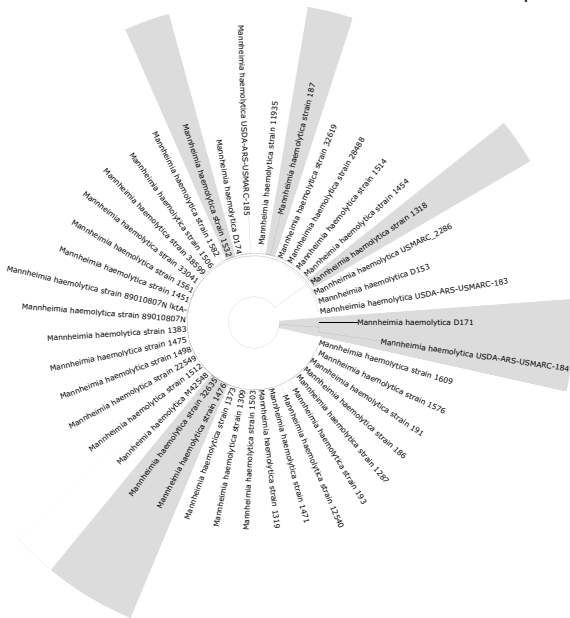 Mannheimia haemolytica USDA-ARS-USMARC-185
Mannheimia haemolytica strain 11935
Mannheimia haemolytica strain 187
Mannheimia haemolytica strain 32619
Mannheimia haemolytica strain 28488
Mannheimia haemolytica strain 1514
Mannheimia haemolytica strain 1454
Mannheimia haemolytica strain 1318
Mannheimia haemolytica USMARC_2286
Mannheimia haemolytica D153
Mannheimia haemolytica USDA-ARS-USMARC-183
Mannheimia haemolytica D171
Mannheimia haemolytica USDA-ARS-USMARC-184
Mannheimia haemolytica strain 1609
Mannheimia haemolytica strain 1576
Mannheimia haemolytica strain 191
Mannheimia haemolytica strain 186
Mannheimia haemolytica strain 1287
Mannheimia haemolytica strain 193
Mannheimia haemolytica strain 12540
Mannheimia haemolytica strain 1471
Mannheimia haemolytica strain 1319
Mannheimia haemolytica strain 1503
Mannheimia haemolytica strain 1309
Mannheimia haemolytica strain 1373
Mannheimia haemolytica strain 1476
Mannheimia haemolytica strain 32635
Mannheimia haemolytica M42548
Mannheimia haemolytica strain 1512
Mannheimia haemolytica strain 22549
Mannheimia haemolytica strain 1498
Mannheimia haemolytica strain 1475
Mannheimia haemolytica strain 1383
Mannheimia haemolytica strain 89010807N
Mannheimia haemolytica strain 89010807N lktA-
Mannheimia haemolytica strain 1451
Mannheimia haemolytica strain 1561
Mannheimia haemolytica strain 33041
Mannheimia haemolytica strain 38599
Mannheimia haemolytica strain 1506
Mannheimia haemolytica strain 1582
Mannheimia haemolytica strain 1532
Mannheimia haemolytica D174